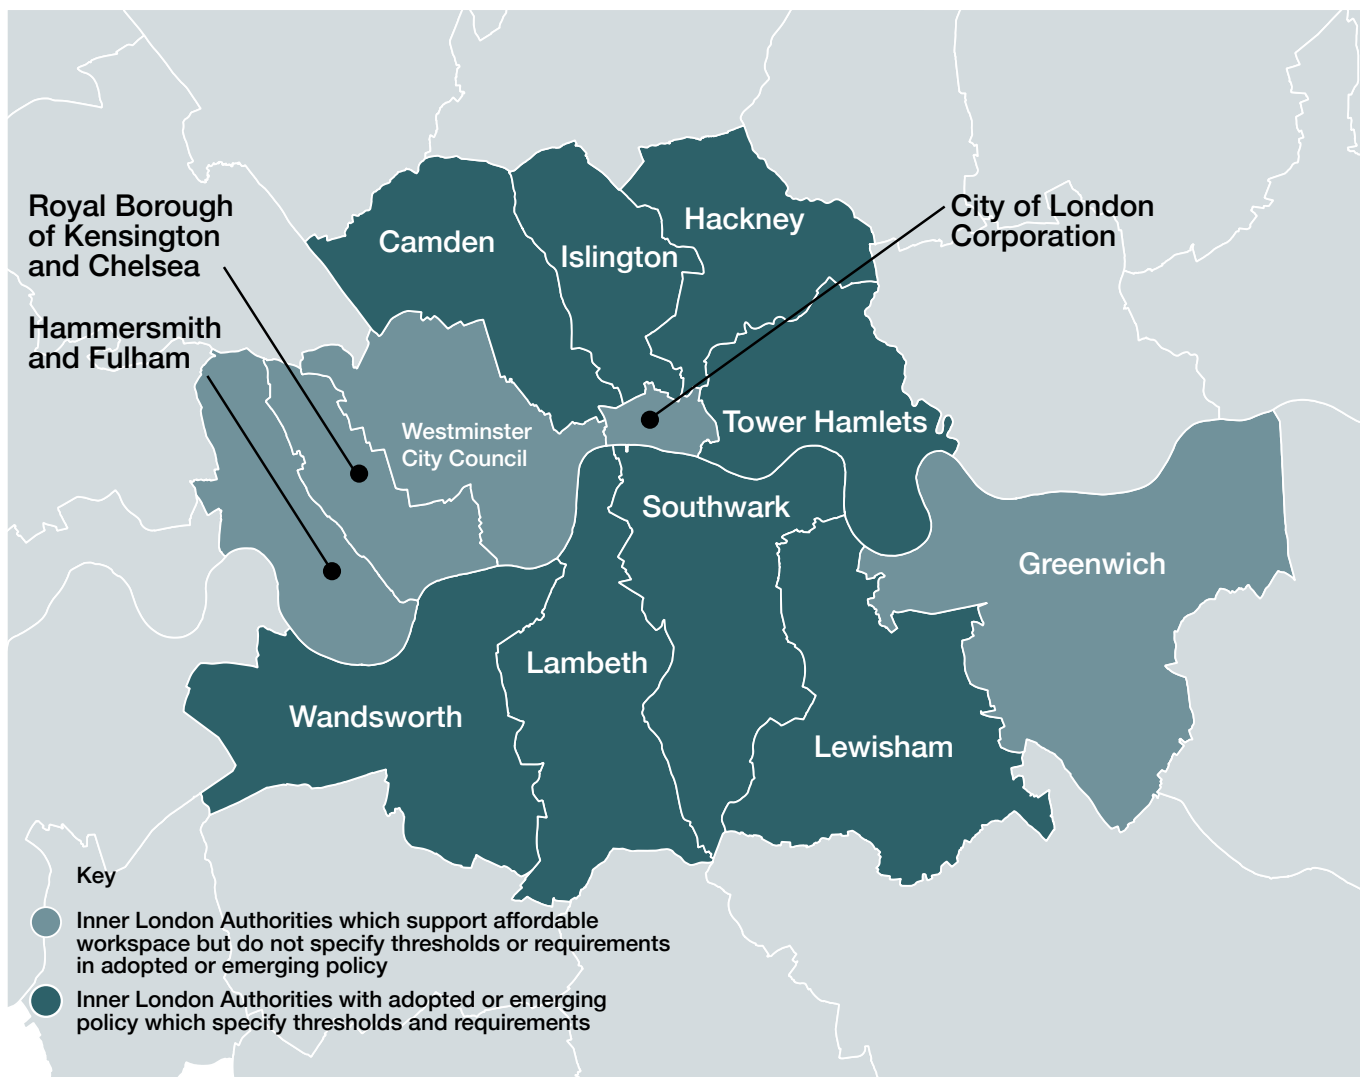 Royal Borough
of Kensington
and Chelsea
Hammersmith
and Fulham
Camden
Islington
Hackney
City of London
Corporation
Westminster
City Council
Tower Hamlets
Southwark
Greenwich
Lambeth
Wandsworth
Lewisham
Key
Inner London Authorities which support affordable
workspace but do not specify thresholds or requirements
in adopted or emerging policy
Inner London Authorities with adopted or emerging
policy which specify thresholds and requirements